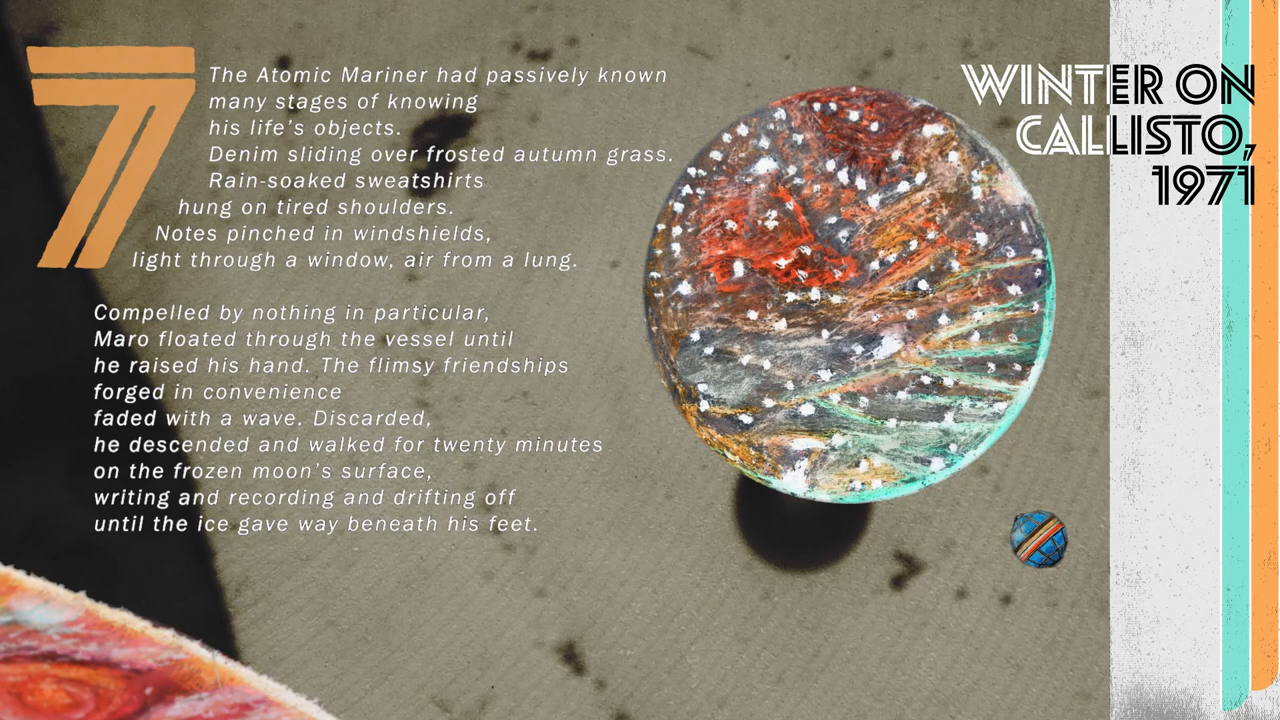 7
The Atomic Mariner had passively known
many stages of knowing
his life's objects.
Denim sliding over frosted autumn grass.
Rain-soaked sweatshirts
hung on tired shoulders.
Notes pinched in windshields,
light through a window, air from a lung.
Compelled by nothing in particular,
Maro floated through the vessel until
he raised his hand. The flimsy friendships
forged in convenience
faded with a wave. Discarded,
he descended and walked for twenty minutes
on the frozen moon's surface,
writing and recording and drifting off
until the ice gave way beneath his feet.
WINTER ON
CALLISTO,
1971